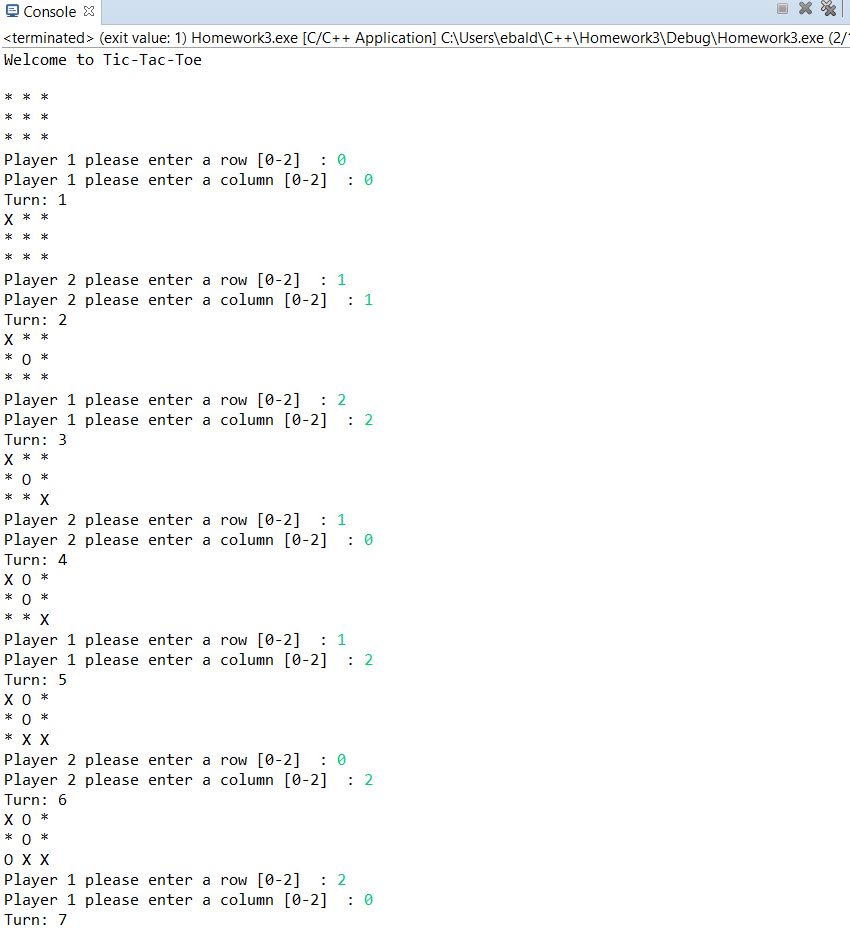 Console
<terminated> (exit value: 1) Homework3.exe [C/C++ Application] C:\Users\ebald\C++\Homework3\Debug\Homework3.exe (2/
Welcome to Tic-Tac-Toe
* * *
* * *
* * *
Player 1 please enter a row [0-2]  : 0
Player 1 please enter a column [0-2]  : 0
Turn: 1
X * *
* * *
* * *
Player 2 please enter a row [0-2]  : 1
Player 2 please enter a column [0-2]  : 1
Turn: 2
X * *
* O *
* * *
Player 1 please enter a row [0-2]  : 2
Player 1 please enter a column [0-2]  : 2
Turn: 3
X * *
* O *
* * X
Player 2 please enter a row [0-2]  : 1
Player 2 please enter a column [0-2]  : 0
Turn: 4
X O *
* O *
* * X
Player 1 please enter a row [0-2]  : 1
Player 1 please enter a column [0-2]  : 2
Turn: 5
X O *
* O *
* X X
Player 2 please enter a row [0-2]  : 0
Player 2 please enter a column [0-2]  : 2
Turn: 6
X O *
* O *
O X X
Player 1 please enter a row [0-2]  : 2
Player 1 please enter a column [0-2]  : 0
Turn: 7